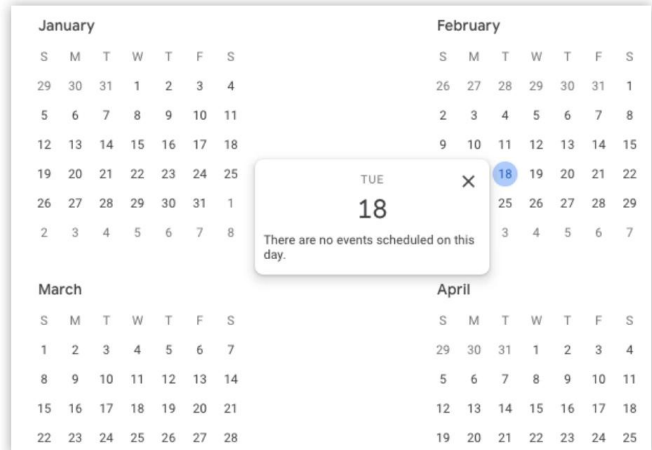 January
S M T W T F S
29 30 31 1 2 3 4
5 6 7 8 9 10 11
12 13 14 15 16 17 18
19 20 21 22 23 24 25
26 27 28 29 30 31 1
2 3 4 5 6 7 8
February
S M T W T F S
26 27 28 29 30 31 1
2 3 4 5 6 7 8
9 10 11 12 13 14 15
18 19 20 21 22
25 26 27 28 29
3 4 5 6 7
TUE
18
There are no events scheduled on this
day.
March
S M T W T F S
1 2 3 4 5 6 7
8 9 10 11 12 13 14
15 16 17 18 19 20 21
22 23 24 25 26 27 28
April
S M T W T F S
29 30 31 1 2 3 4
5 6 7 8 9 10 11
12 13 14 15 16 17 18
19 20 21 22 23 24 25